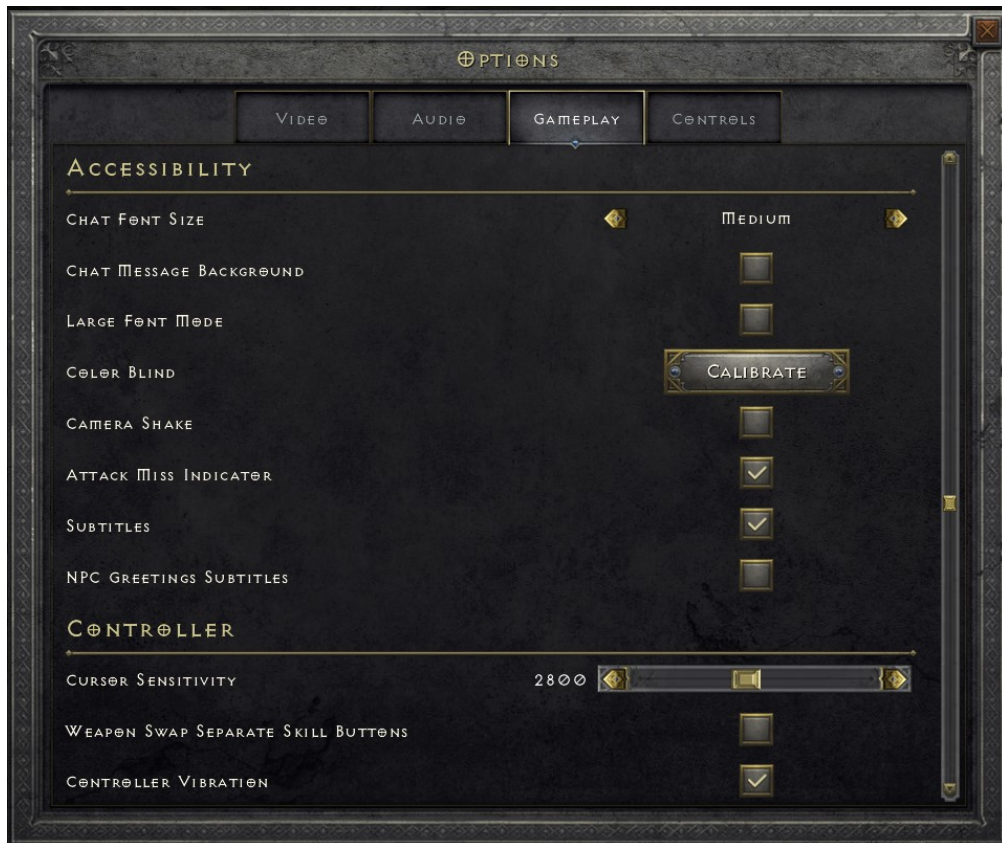 Options
Video Audio Gameplay Controls
Accessibility
Chat Font Size Medium
Chat Message Background
Large Font Mode
Color Blind Calibrate
Camera Shake
Attack Miss Indicator
Subtitles
NPC Greetings Subtitles
Controller
Cursor Sensitivity 2800
Weapon Swap Separate Skill Buttons
Controller Vibration